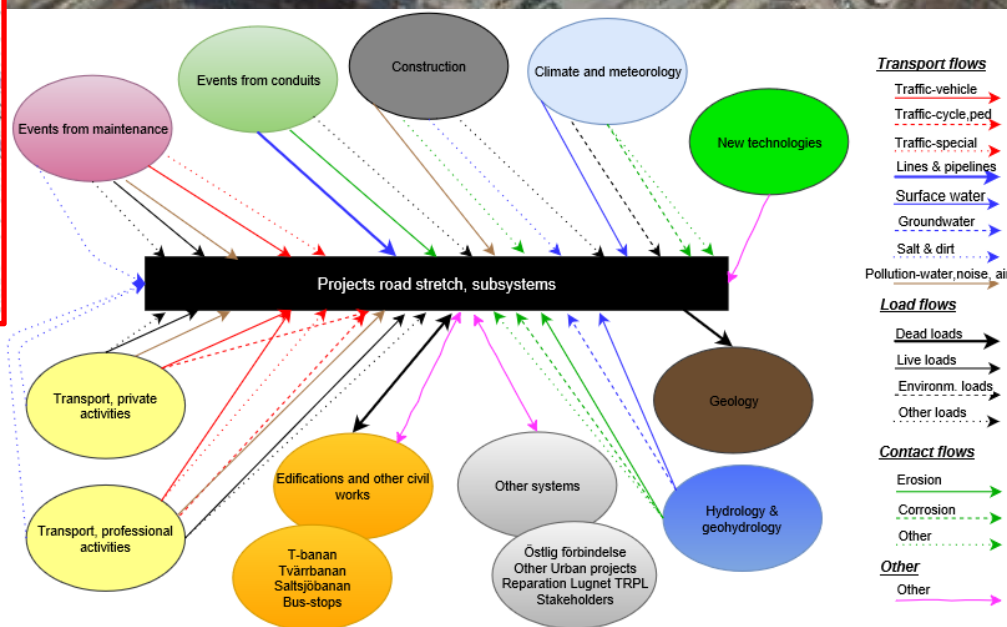 Events from maintenance
Events from conduits
Construction
Climate and meteorology
New technologies
Projects road stretch, subsystems
Transport, private
activities
Transport, professional
activities
Edifications and other civil
works
T-banan
Tvärrbanan
Saltsjöbanan
Bus-stops
Other systems
Östlig förbindelse
Other Urban projects
Reparation Lugnet TRPL
Stakeholders
Geology
Hydrology &
geohydrology
Transport flows
Traffic-vehicle
Traffic-cycle,ped
Traffic-special
Lines & pipelines
Surface water
Groundwater
Salt & dirt
Pollution-water,noise, air
Load flows
Dead loads
Live loads
Environm. loads
Other loads
Contact flows
Erosion
Corrosion
Other
Other
Other